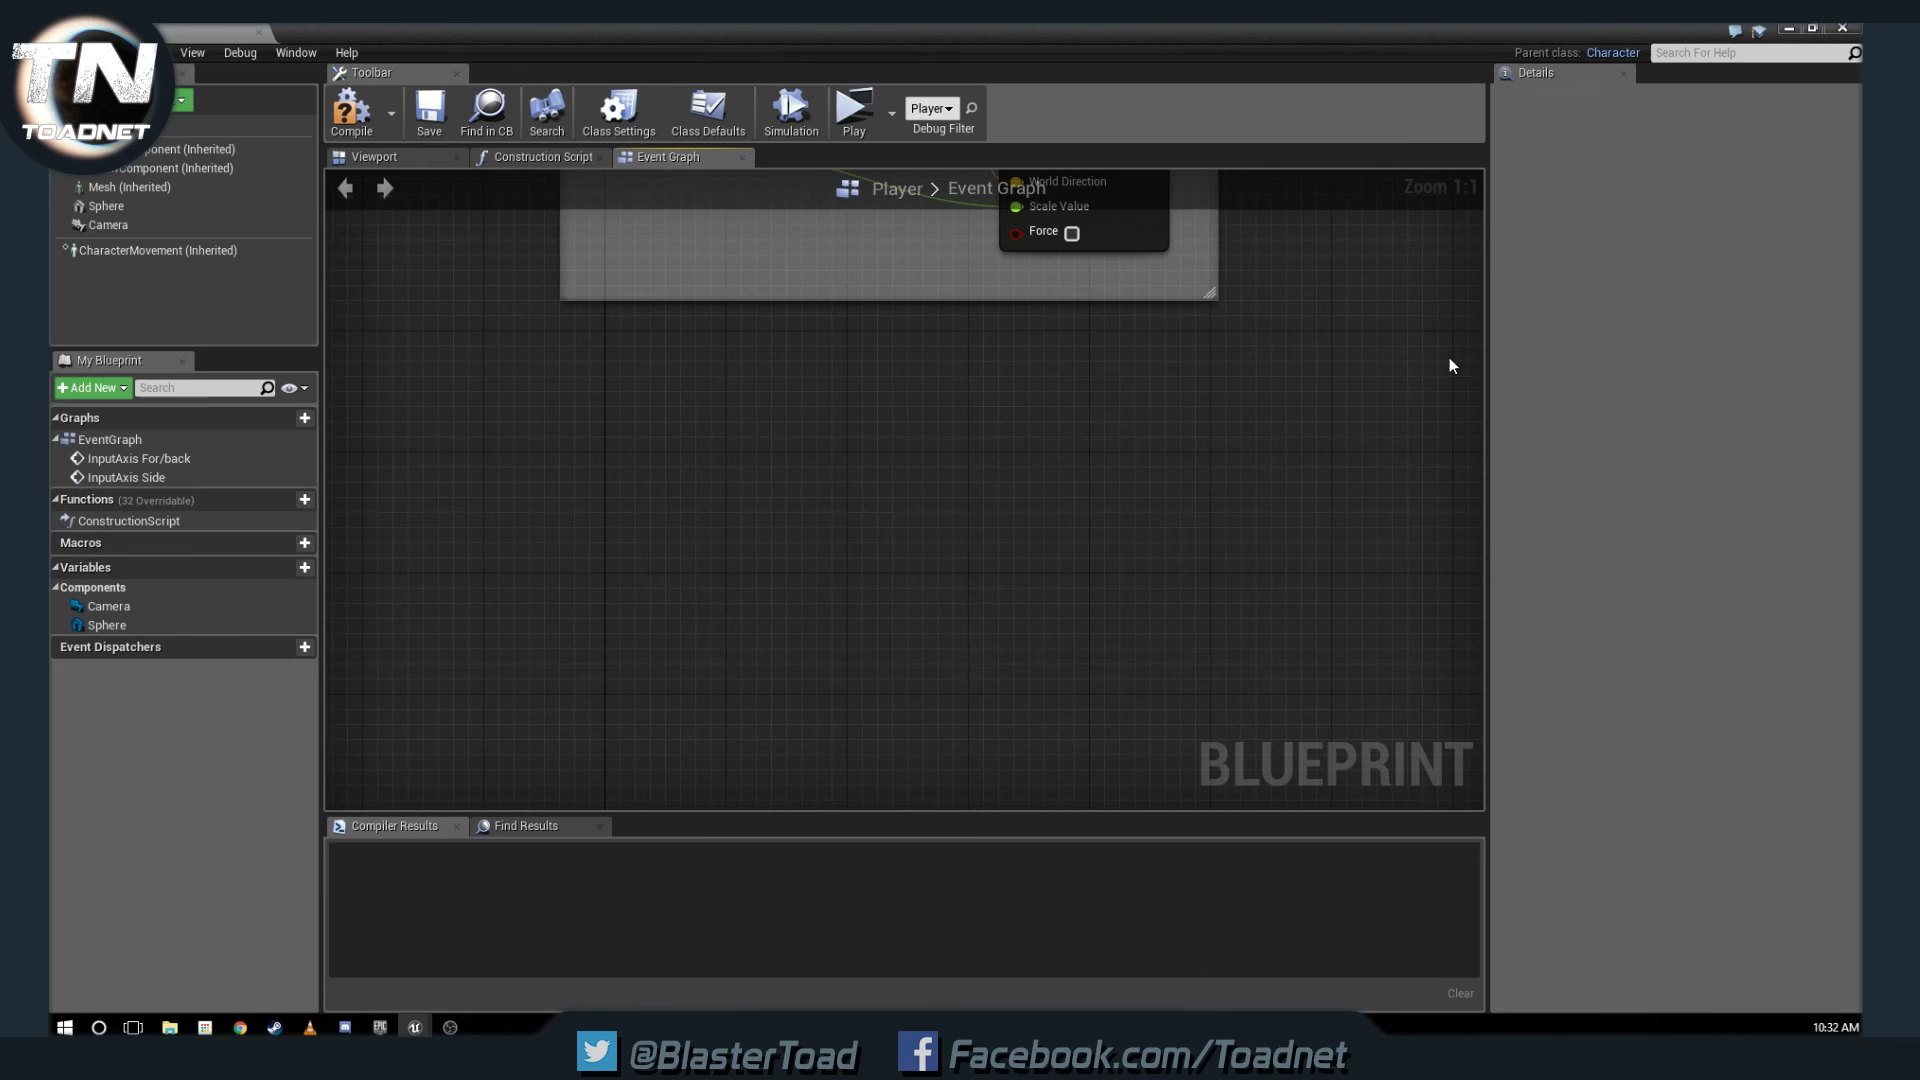 TN
TOADNET
View Debug Window Help
Parent class: Character
Search For Help
Toolbar
Details
Compile
Save
Find in CB
Search
Class Settings
Class Defaults
Simulation
Play
Player
Debug Filter
Viewport
Construction Script
Event Graph
ponent (Inherited)
Component (Inherited)
Mesh (Inherited)
Sphere
Camera
CharacterMovement (Inherited)
Player > Event Graph
Zoom 1:1
World Direction
Scale Value
Force
My Blueprint
Add New
Search
Graphs
EventGraph
InputAxis For/back
InputAxis Side
Functions (32 Overridable)
ConstructionScript
Macros
Variables
Components
Camera
Sphere
Event Dispatchers
BLUEPRINT
Compiler Results
Find Results
Clear
EPIC
10:32 AM
@BlasterToad
Facebook.com/Toadnet